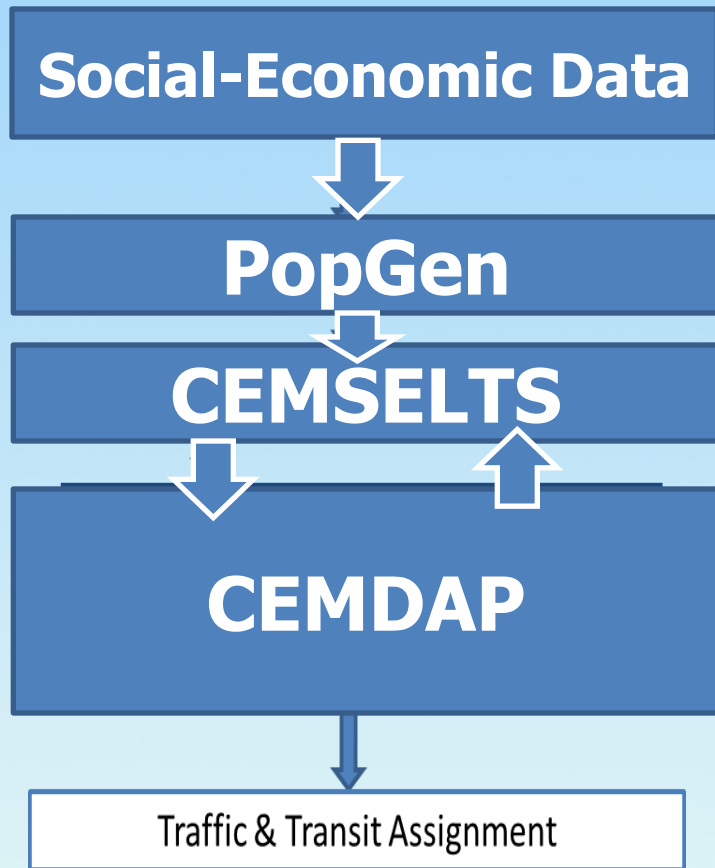 Social-Economic Data
PopGen
CEMSELTS
CEMDAP
Traffic & Transit Assignment